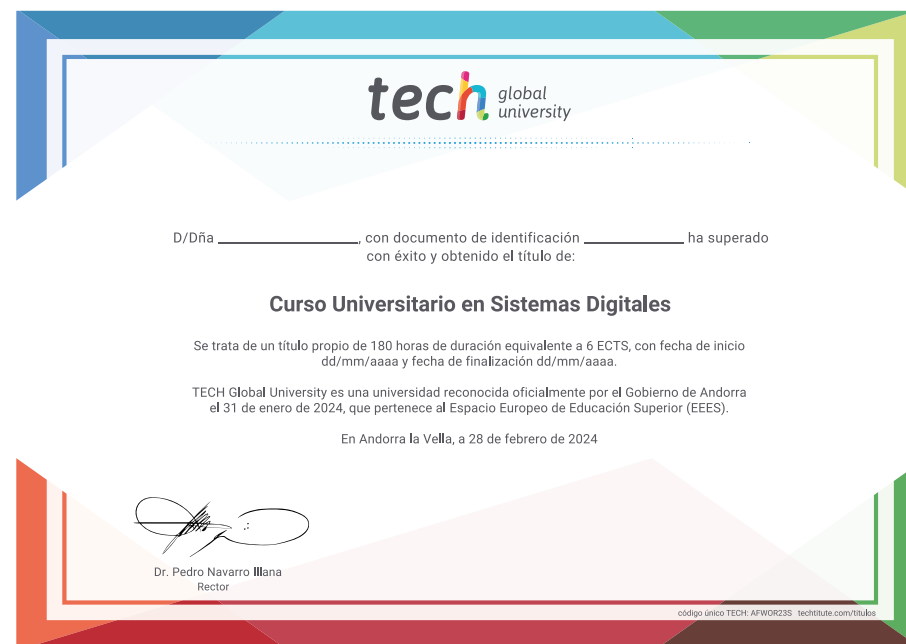 tech global
university
D/Dña ____________________, con documento de identificación ______________ ha superado
con éxito y obtenido el título de:
Curso Universitario en Sistemas Digitales
Se trata de un título propio de 180 horas de duración equivalente a 6 ECTS, con fecha de inicio
dd/mm/aaaa y fecha de finalización dd/mm/aaaa.
TECH Global University es una universidad reconocida oficialmente por el Gobierno de Andorra
el 31 de enero de 2024, que pertenece al Espacio Europeo de Educación Superior (EEES).
En Andorra la Vella, a 28 de febrero de 2024
Dr. Pedro Navarro Illana
Rector
código único TECH: AFWOR23S techtitute.com/titulos